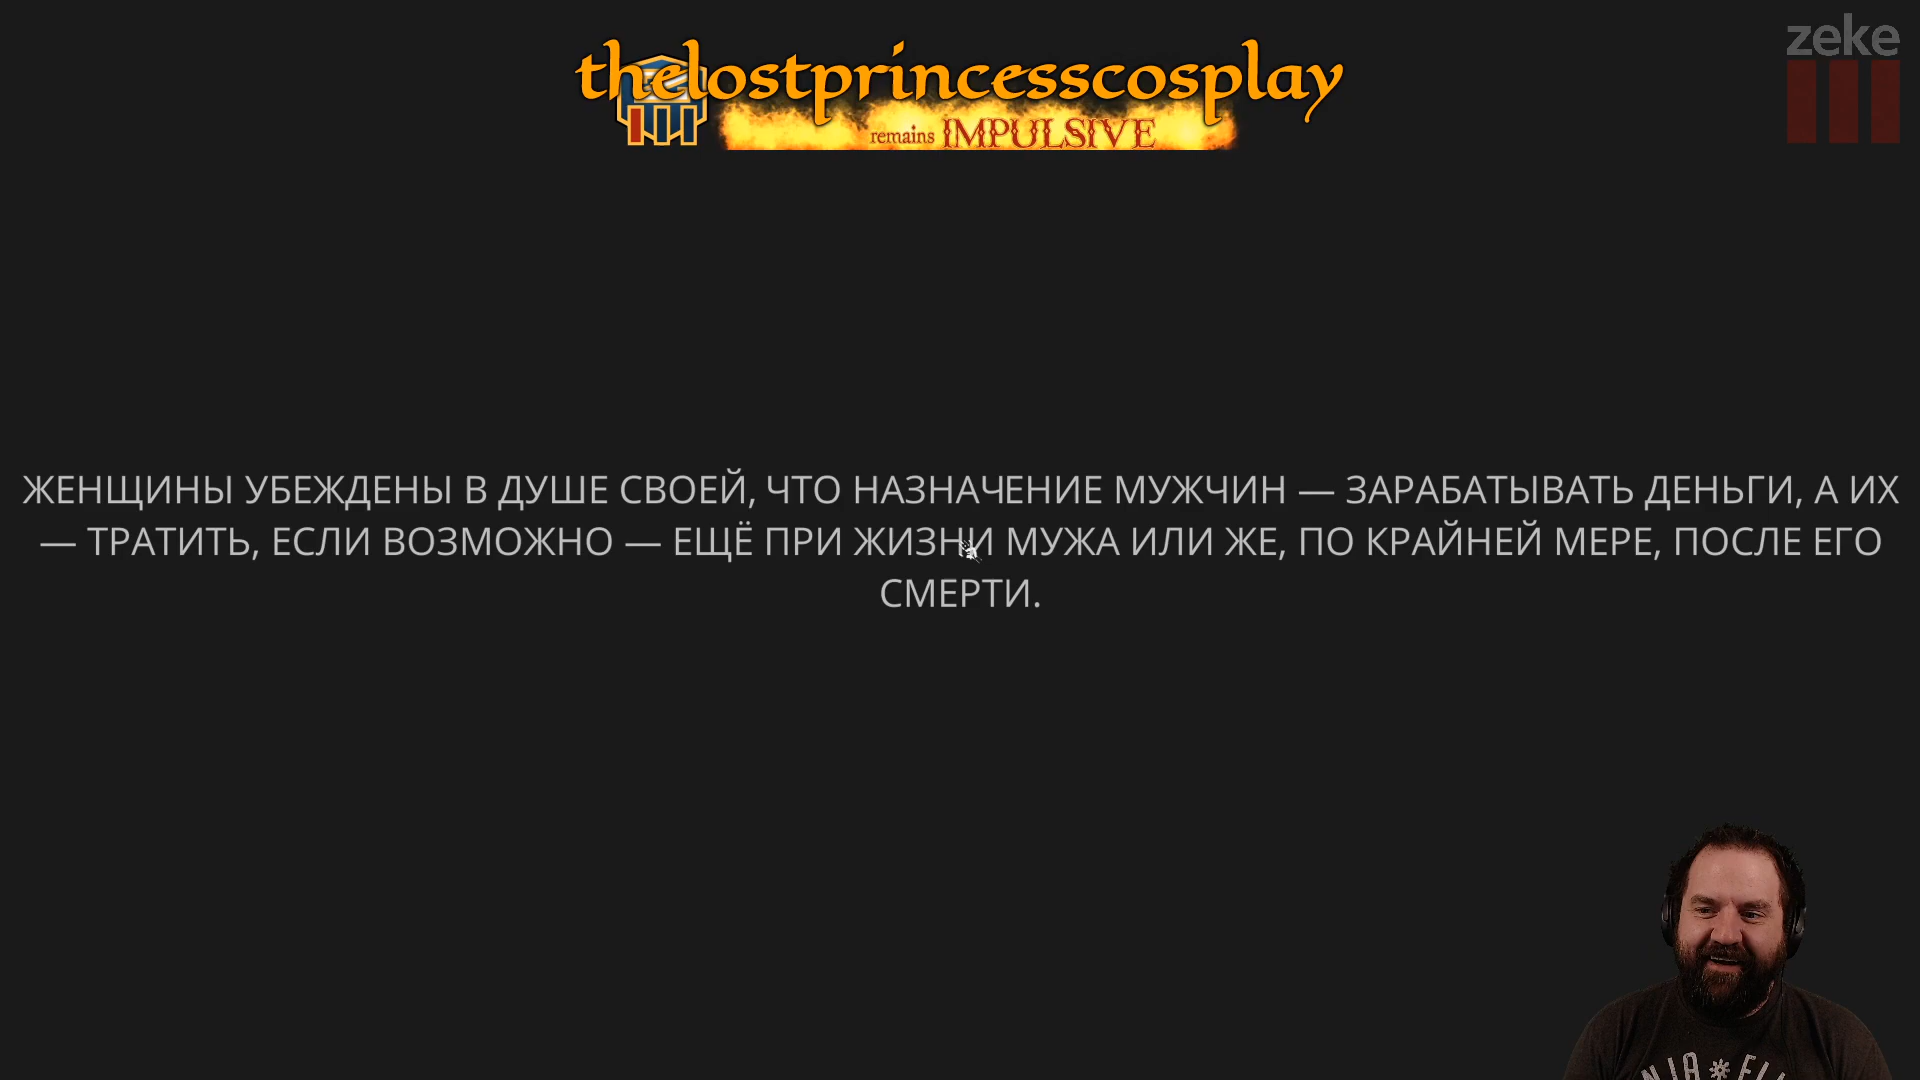 zeke
thelostprincesscosplay
remains IMPULSIVE
ЖЕНЩИНЫ УБЕЖДЕНЫ В ДУШЕ СВОЕЙ, ЧТО НАЗНАЧЕНИЕ МУЖЧИН — ЗАРАБАТЫВАТЬ ДЕНЬГИ, А ИХ
— ТРАТИТЬ, ЕСЛИ ВОЗМОЖНО — ЕЩЁ ПРИ ЖИЗНИ МУЖА ИЛИ ЖЕ, ПО КРАЙНЕЙ МЕРЕ, ПОСЛЕ ЕГО
СМЕРТИ.